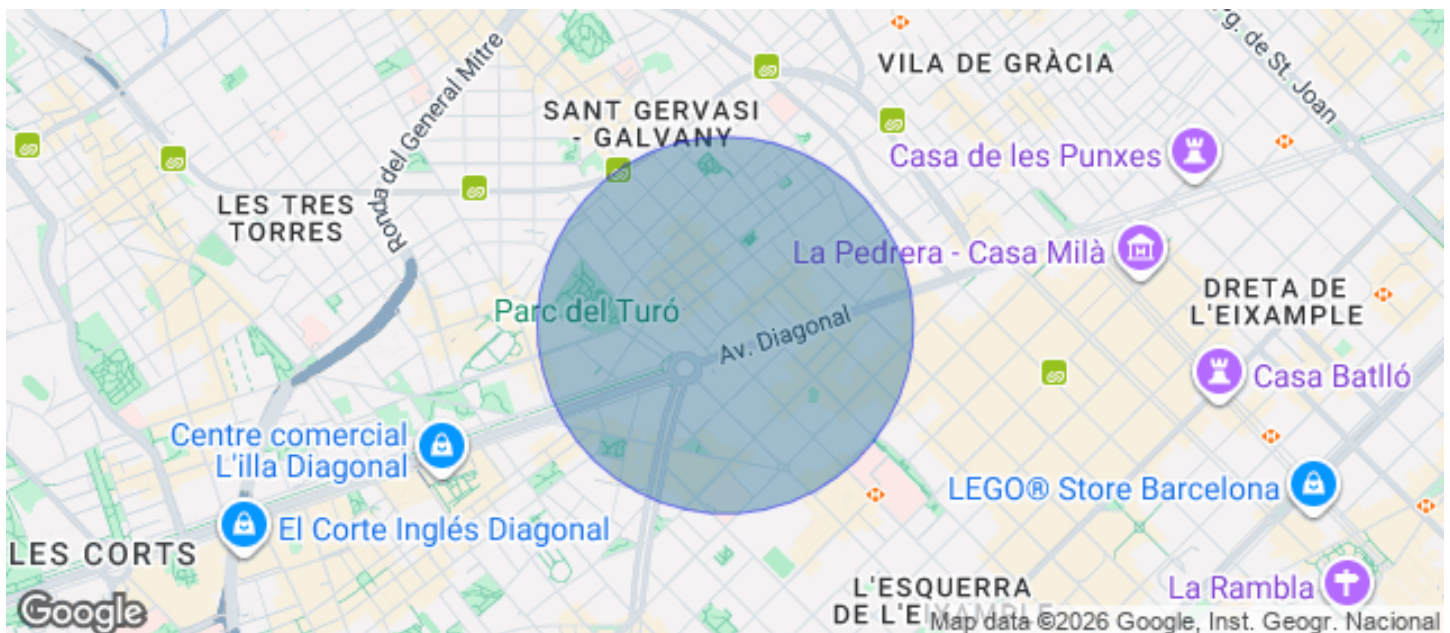 Pg. de St. Joan
VILA DE GRÀCIA
Ronda del General Mitre
SANT GERVASI
- GALVANY
Casa de les Punxes
LES TRES
TORRES
La Pedrera - Casa Milà
DRETA DE
L'EIXAMPLE
Parc del Turó
Av. Diagonal
Casa Batlló
Centre comercial
L'illa Diagonal
LEGO® Store Barcelona
El Corte Inglés Diagonal
LES CORTS
L'ESQUERRA
DE L'EIXAMPLE
La Rambla
Google
Map data ©2026 Google, Inst. Geogr. Nacional